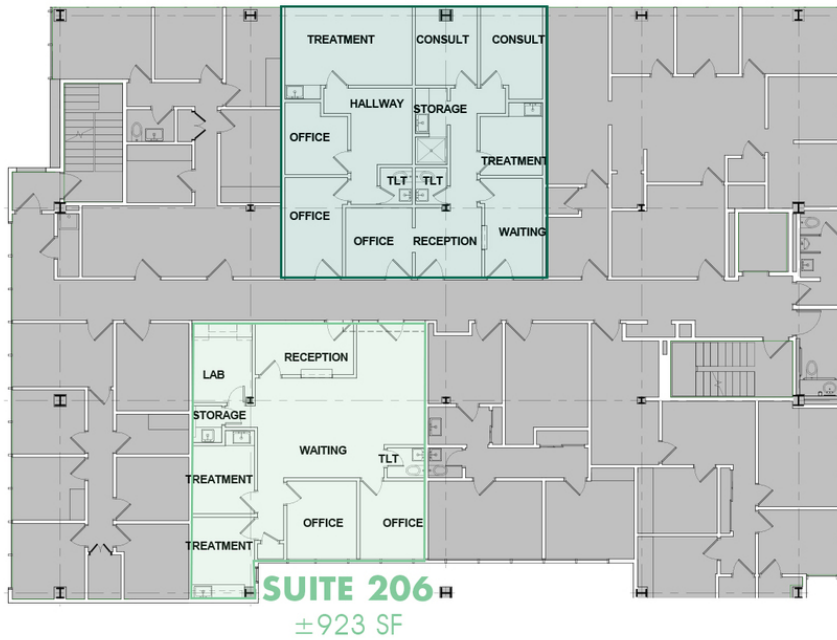 TREATMENT
CONSULT
CONSULT
HALLWAY
STORAGE
OFFICE
TREATMENT
TLT
TLT
OFFICE
OFFICE
RECEPTION
WAITING
RECEPTION
LAB
STORAGE
WAITING
TLT
TREATMENT
OFFICE
OFFICE
TREATMENT
SUITE 206
±923 SF